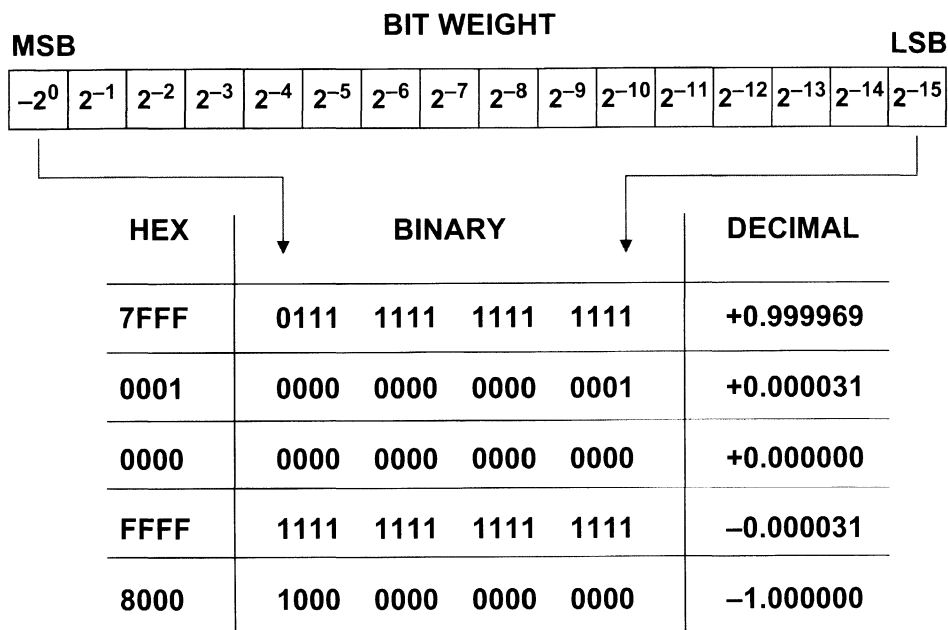 BIT WEIGHT
MSB LSB
–2⁰ 2⁻¹ 2⁻² 2⁻³ 2⁻⁴ 2⁻⁵ 2⁻⁶ 2⁻⁷ 2⁻⁸ 2⁻⁹ 2⁻¹⁰ 2⁻¹¹ 2⁻¹² 2⁻¹³ 2⁻¹⁴ 2⁻¹⁵
HEX BINARY DECIMAL
7FFF 0111 1111 1111 1111 +0.999969
0001 0000 0000 0000 0001 +0.000031
0000 0000 0000 0000 0000 +0.000000
FFFF 1111 1111 1111 1111 –0.000031
8000 1000 0000 0000 0000 –1.000000